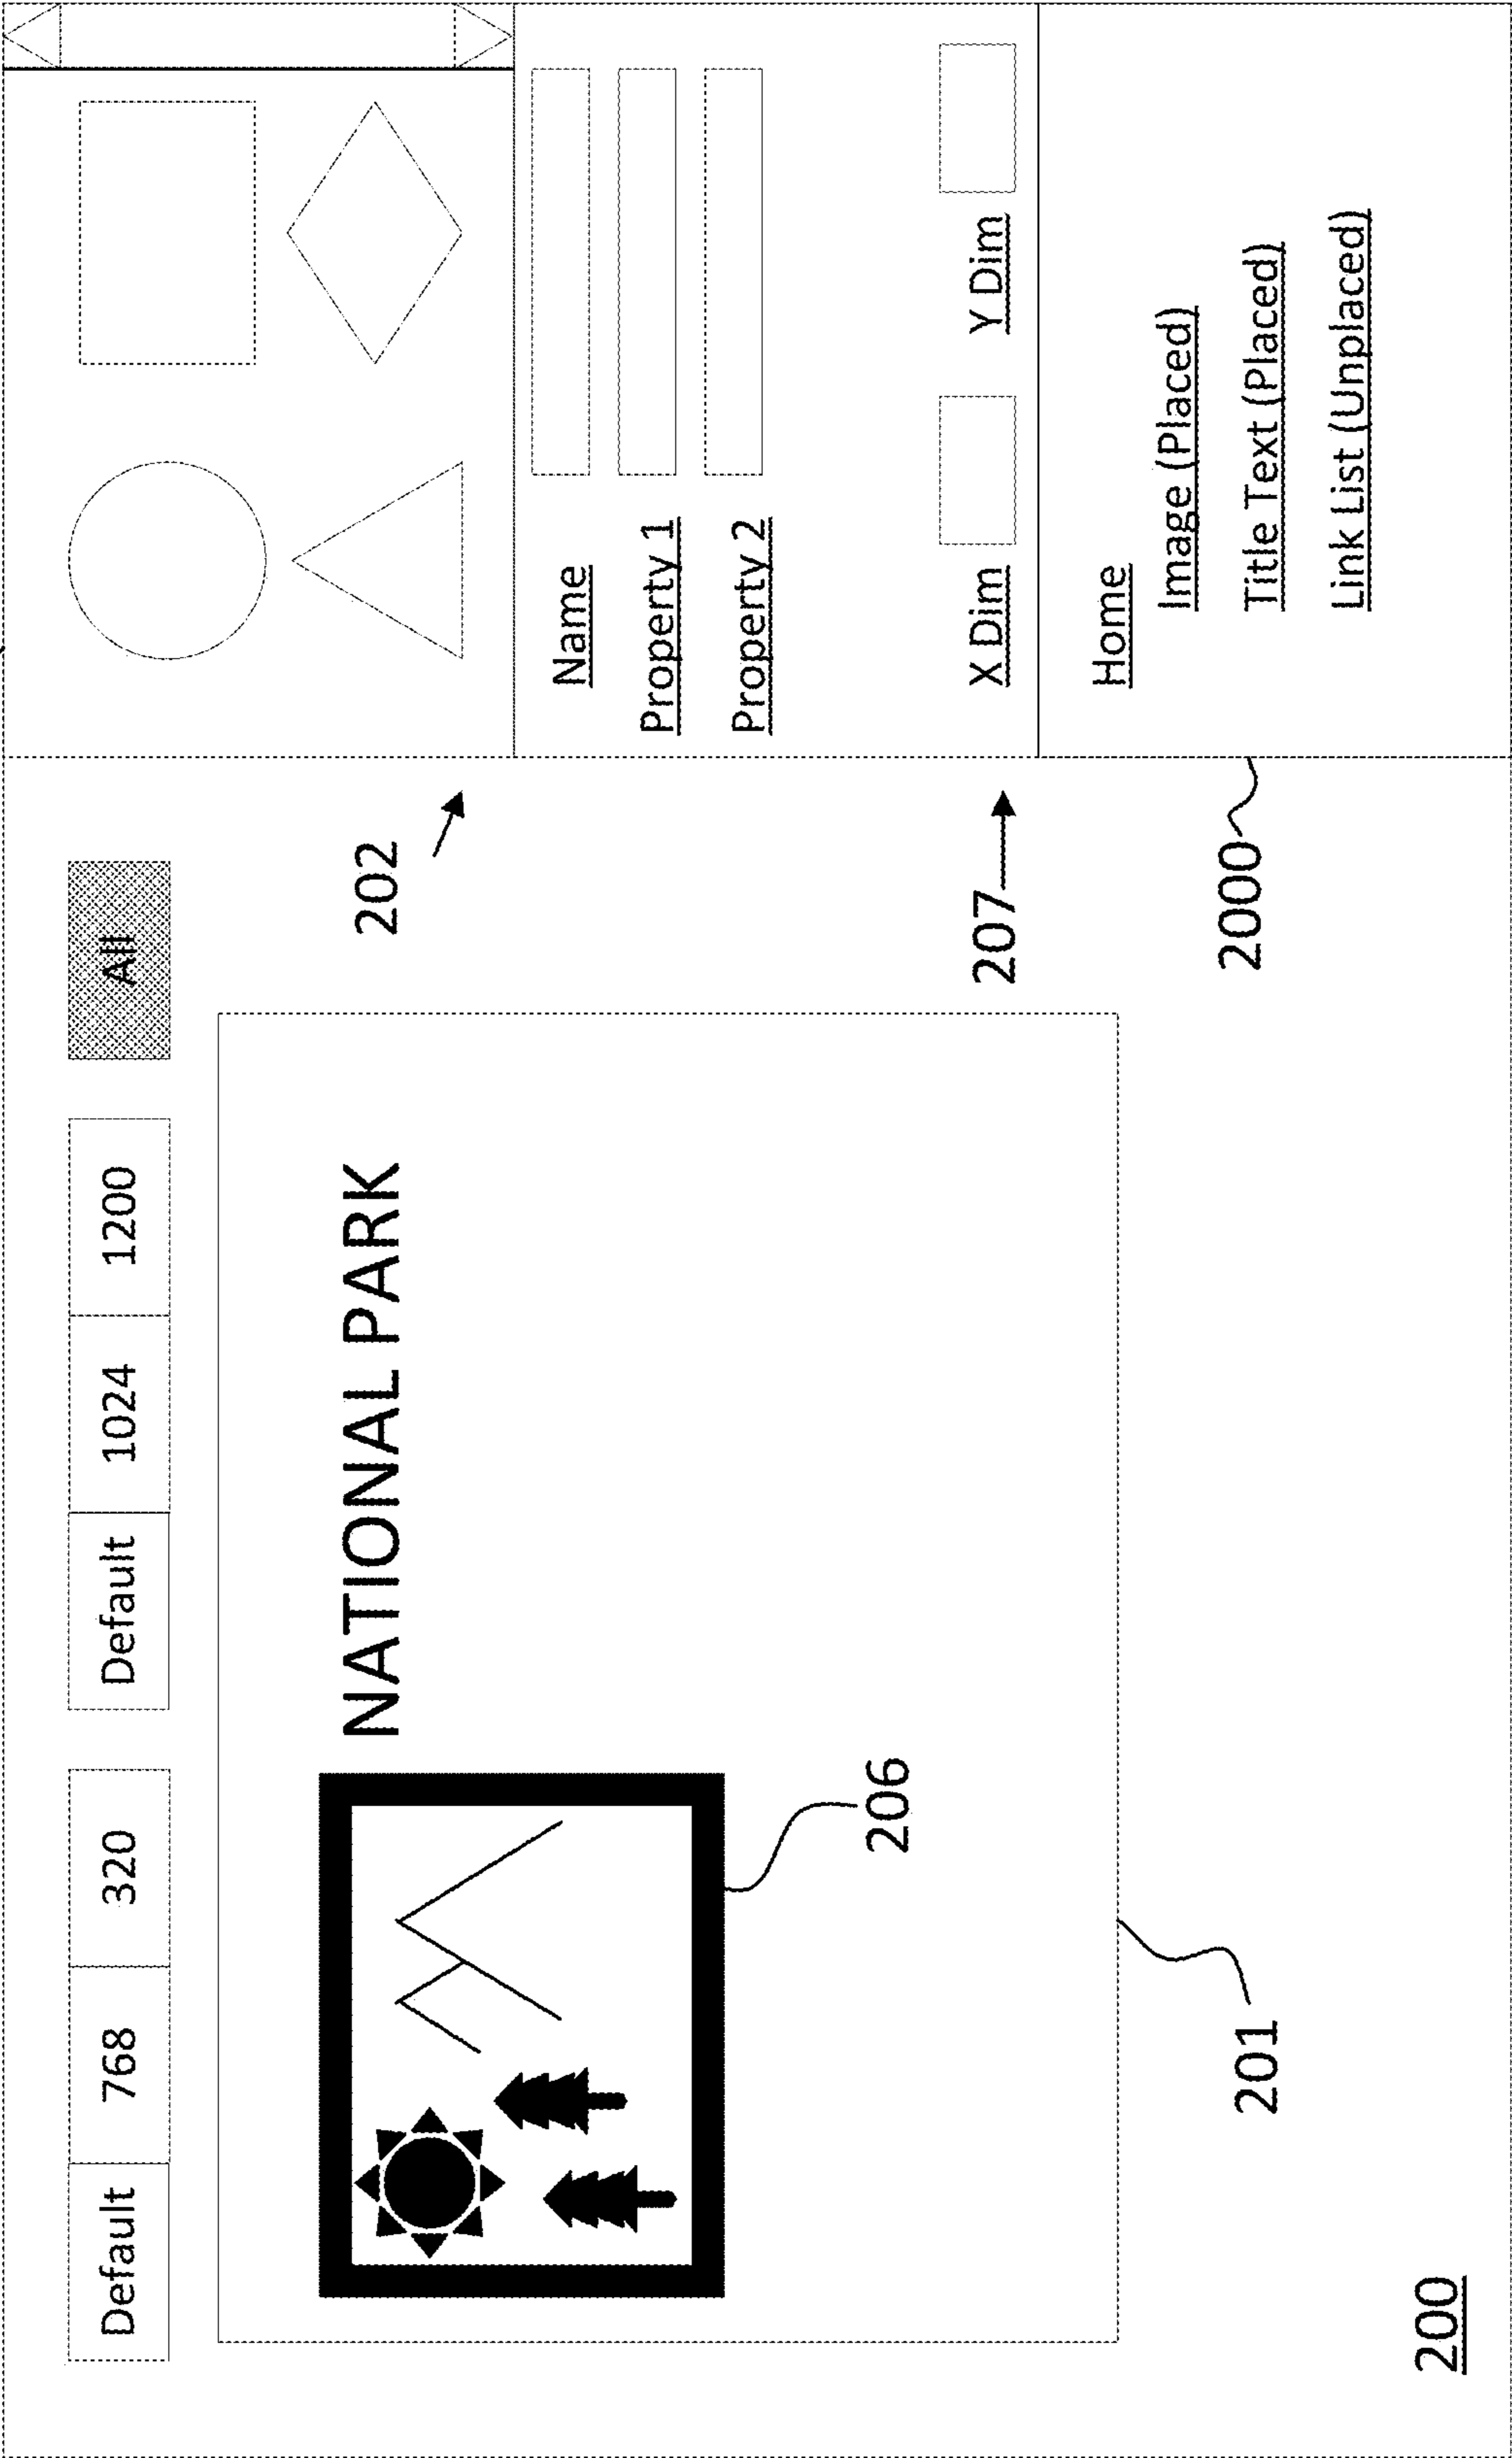 Default 768 320 Default 1024 1200 All
NATIONAL PARK
206
201
200
202
207
2000
Name
Property 1
Property 2
X Dim Y Dim
Home
Image (Placed)
Title Text (Placed)
Link List (Unplaced)